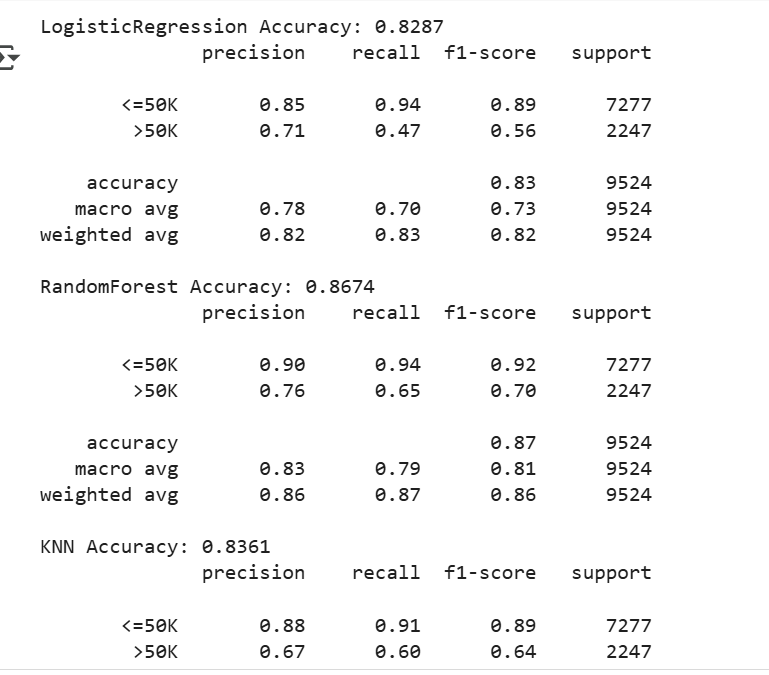 LogisticRegression Accuracy: 0.8287
precision recall f1-score support
<=50K 0.85 0.94 0.89 7277
>50K 0.71 0.47 0.56 2247
accuracy 0.83 9524
macro avg 0.78 0.70 0.73 9524
weighted avg 0.82 0.83 0.82 9524
RandomForest Accuracy: 0.8674
precision recall f1-score support
<=50K 0.90 0.94 0.92 7277
>50K 0.76 0.65 0.70 2247
accuracy 0.87 9524
macro avg 0.83 0.79 0.81 9524
weighted avg 0.86 0.87 0.86 9524
KNN Accuracy: 0.8361
precision recall f1-score support
<=50K 0.88 0.91 0.89 7277
>50K 0.67 0.60 0.64 2247